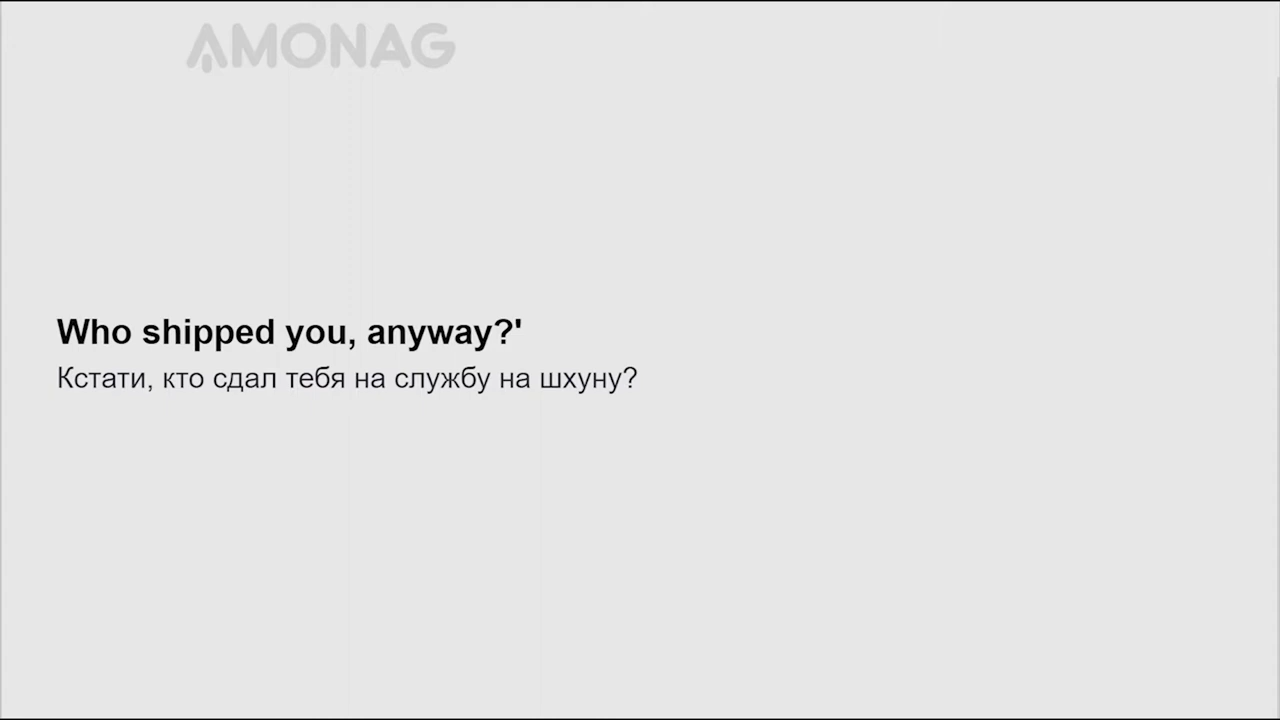 AMONAG
Who shipped you, anyway?'
Кстати, кто сдал тебя на службу на шхуну?